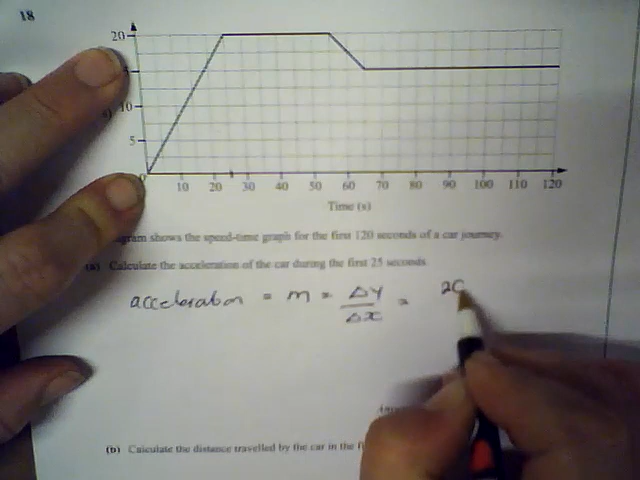 18
20
10
5
0
10 20 30 40 50 60 70 80 90 100 110 120
Time (s)
shows the speed-time graph for the first 120 seconds of a car journey.
(a) Calculate the acceleration of the car during the first 25 seconds.
acceleration = m = ΔY / ΔX = 20
(b) Calculate the distance travelled by the car in the